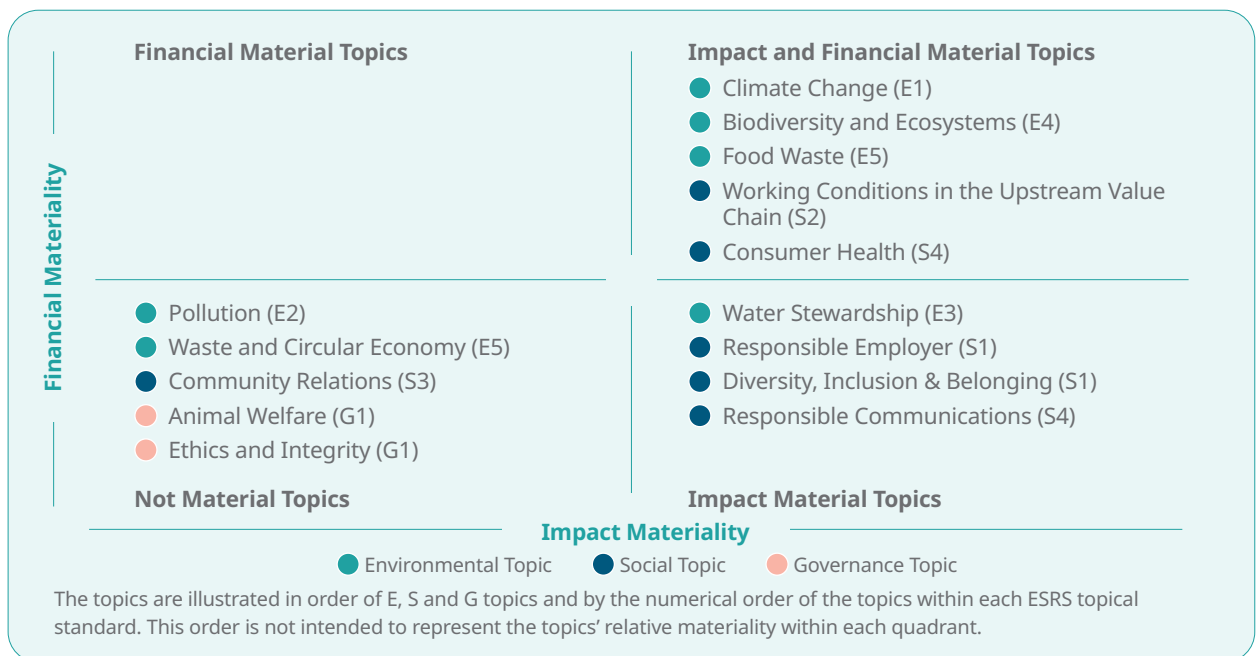 Financial Material Topics
Impact and Financial Material Topics
Climate Change (E1)
Biodiversity and Ecosystems (E4)
Food Waste (E5)
Working Conditions in the Upstream Value
Chain (S2)
Consumer Health (S4)
Financial Materiality
Pollution (E2)
Waste and Circular Economy (E5)
Community Relations (S3)
Animal Welfare (G1)
Ethics and Integrity (G1)
Not Material Topics
Water Stewardship (E3)
Responsible Employer (S1)
Diversity, Inclusion & Belonging (S1)
Responsible Communications (S4)
Impact Material Topics
Impact Materiality
Environmental Topic
Social Topic
Governance Topic
The topics are illustrated in order of E, S and G topics and by the numerical order of the topics within each ESRS topical
standard. This order is not intended to represent the topics’ relative materiality within each quadrant.